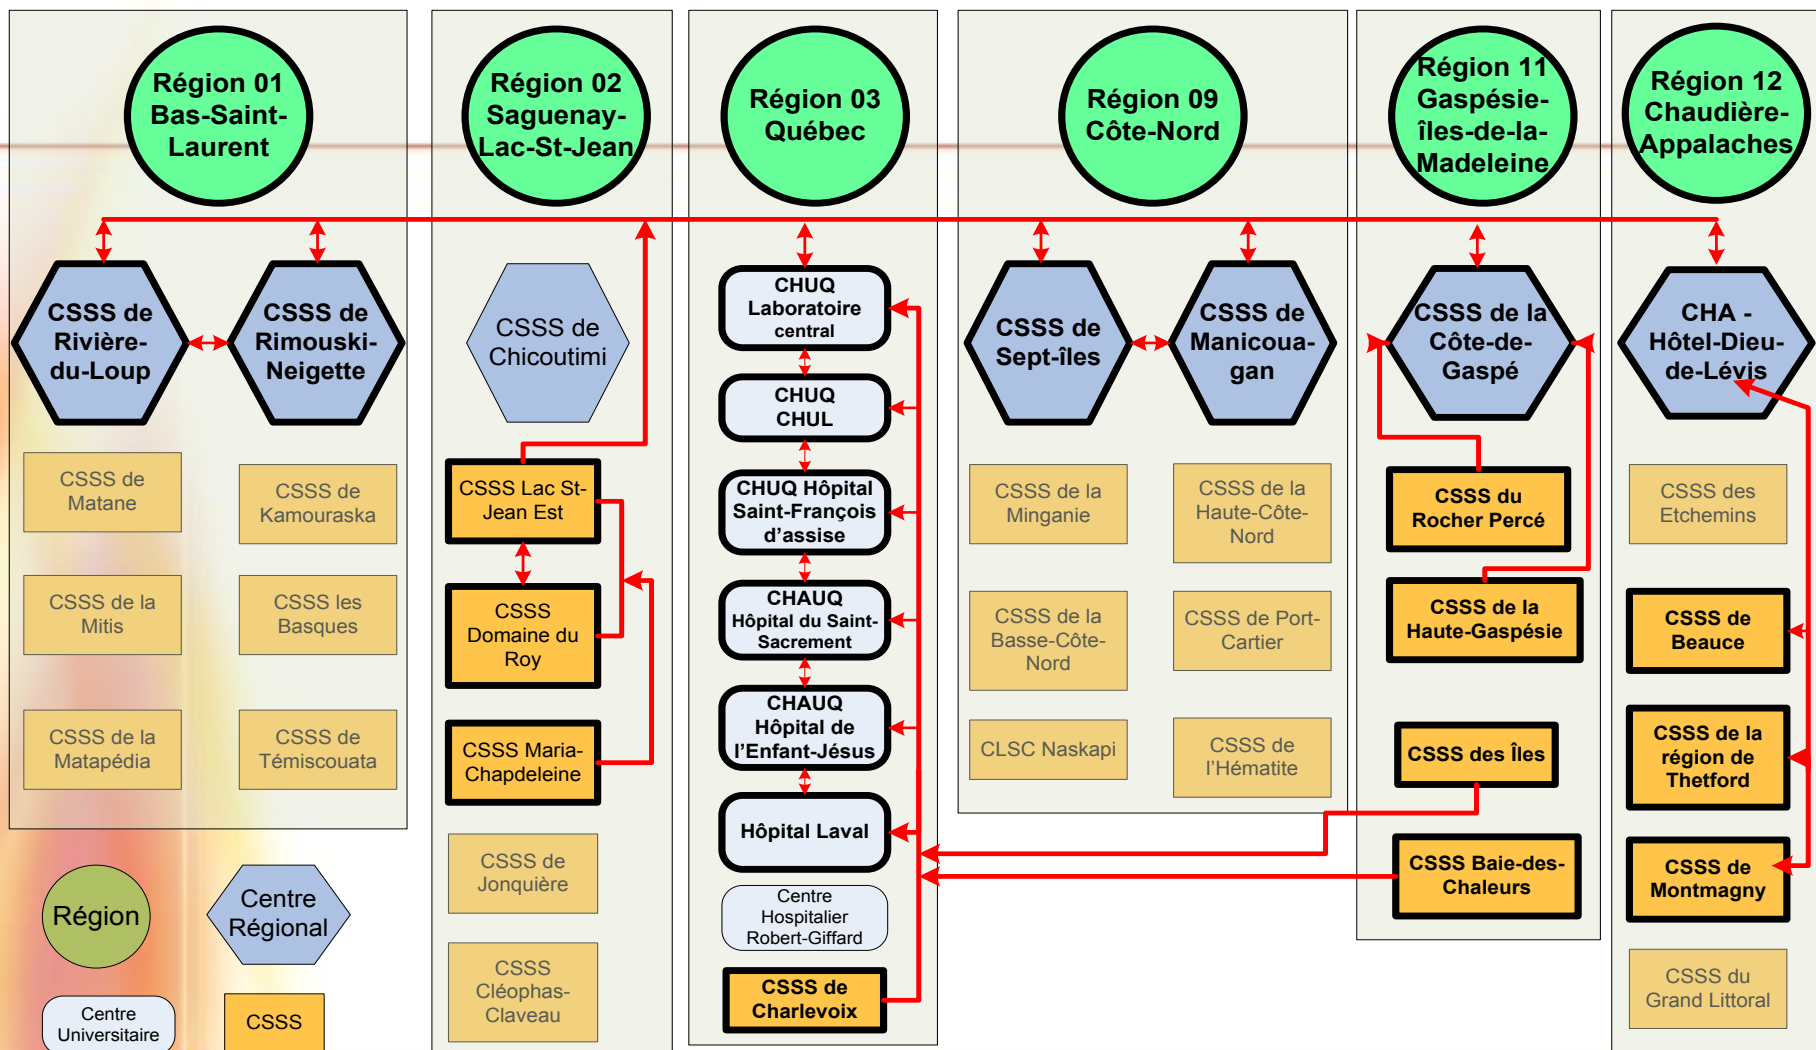 Région 01
Bas-Saint-
Laurent
CSSS de
Rivière-
du-Loup
CSSS de
Rimouski-
Neigette
CSSS de
Matane
CSSS de
Kamouraska
CSSS de la
Mitis
CSSS les
Basques
CSSS de la
Matapédia
CSSS de
Témiscouata
Région 02
Saguenay-
Lac-St-Jean
CSSS de
Chicoutimi
CSSS Lac St-
Jean Est
CSSS
Domaine du
Roy
CSSS Maria-
Chapdeleine
CSSS de
Jonquière
CSSS
Cléophas-
Claveau
Région 03
Québec
CHUQ
Laboratoire
central
CHUQ
CHUL
CHUQ Hôpital
Saint-François
d’assise
CHAUQ
Hôpital du Saint-
Sacrement
CHAUQ
Hôpital de
l’Enfant-Jésus
Hôpital Laval
Centre
Hospitalier
Robert-Giffard
CSSS de
Charlevoix
Région 09
Côte-Nord
CSSS de
Sept-îles
CSSS de
Manicoua-
gan
CSSS de la
Minganie
CSSS de la
Haute-Côte-
Nord
CSSS de la
Basse-Côte-
Nord
CSSS de Port-
Cartier
CLSC Naskapi
CSSS de
l’Hématite
Région 11
Gaspésie-
îles-de-la-
Madeleine
CSSS de la
Côte-de-
Gaspé
CSSS du
Rocher Percé
CSSS de la
Haute-Gaspésie
CSSS des Îles
CSSS Baie-des-
Chaleurs
Région 12
Chaudière-
Appalaches
CHA -
Hôtel-Dieu-
de-Lévis
CSSS des
Etchemins
CSSS de
Beauce
CSSS de la
région de
Thetford
CSSS de
Montmagny
CSSS du
Grand Littoral
Région
Centre
Régional
Centre
Universitaire
CSSS